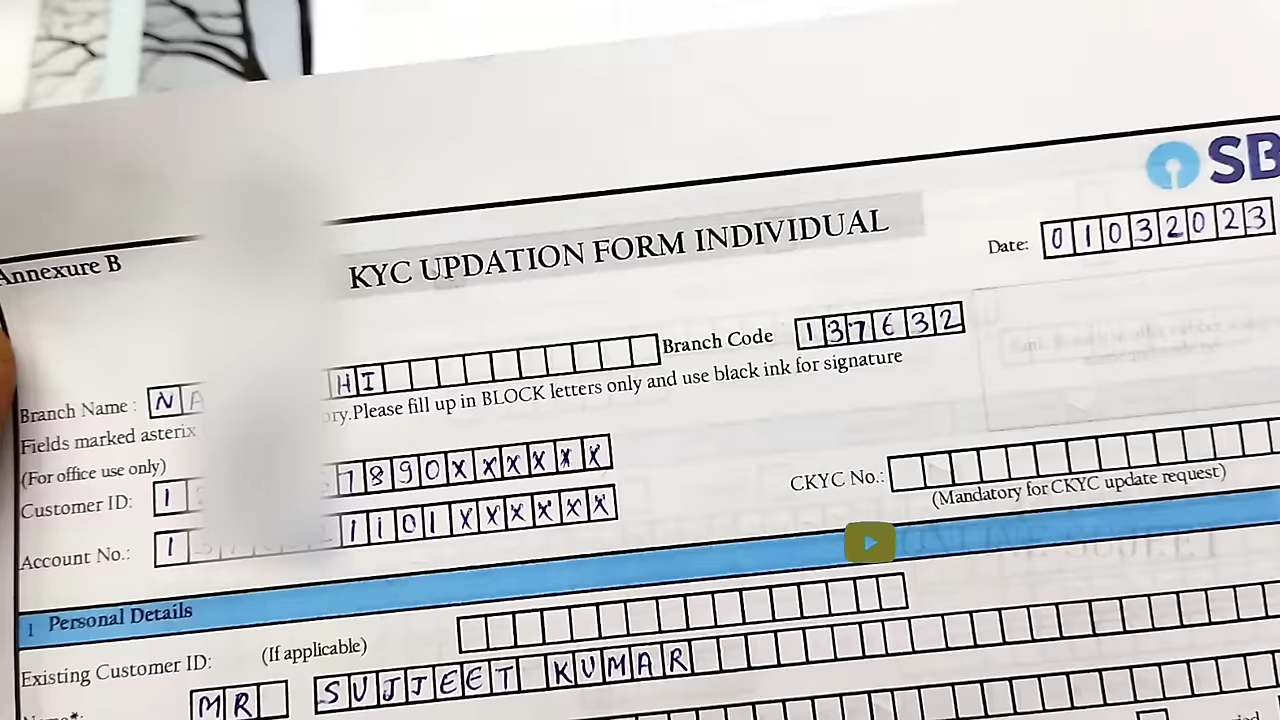 SB
Annexure B
KYC UPDATION FORM INDIVIDUAL
Date: 01032023
Branch Name : HI Branch Code 137632
Fields marked asterix Please fill up in BLOCK letters only and use black ink for signature
(For office use only)
Customer ID: 1 7890XXXXXX
CKYC No.:
(Mandatory for CKYC update request)
Account No.: 1 1101XXXXXX
1 Personal Details
Existing Customer ID: (If applicable)
MR SUJJEET KUMAR